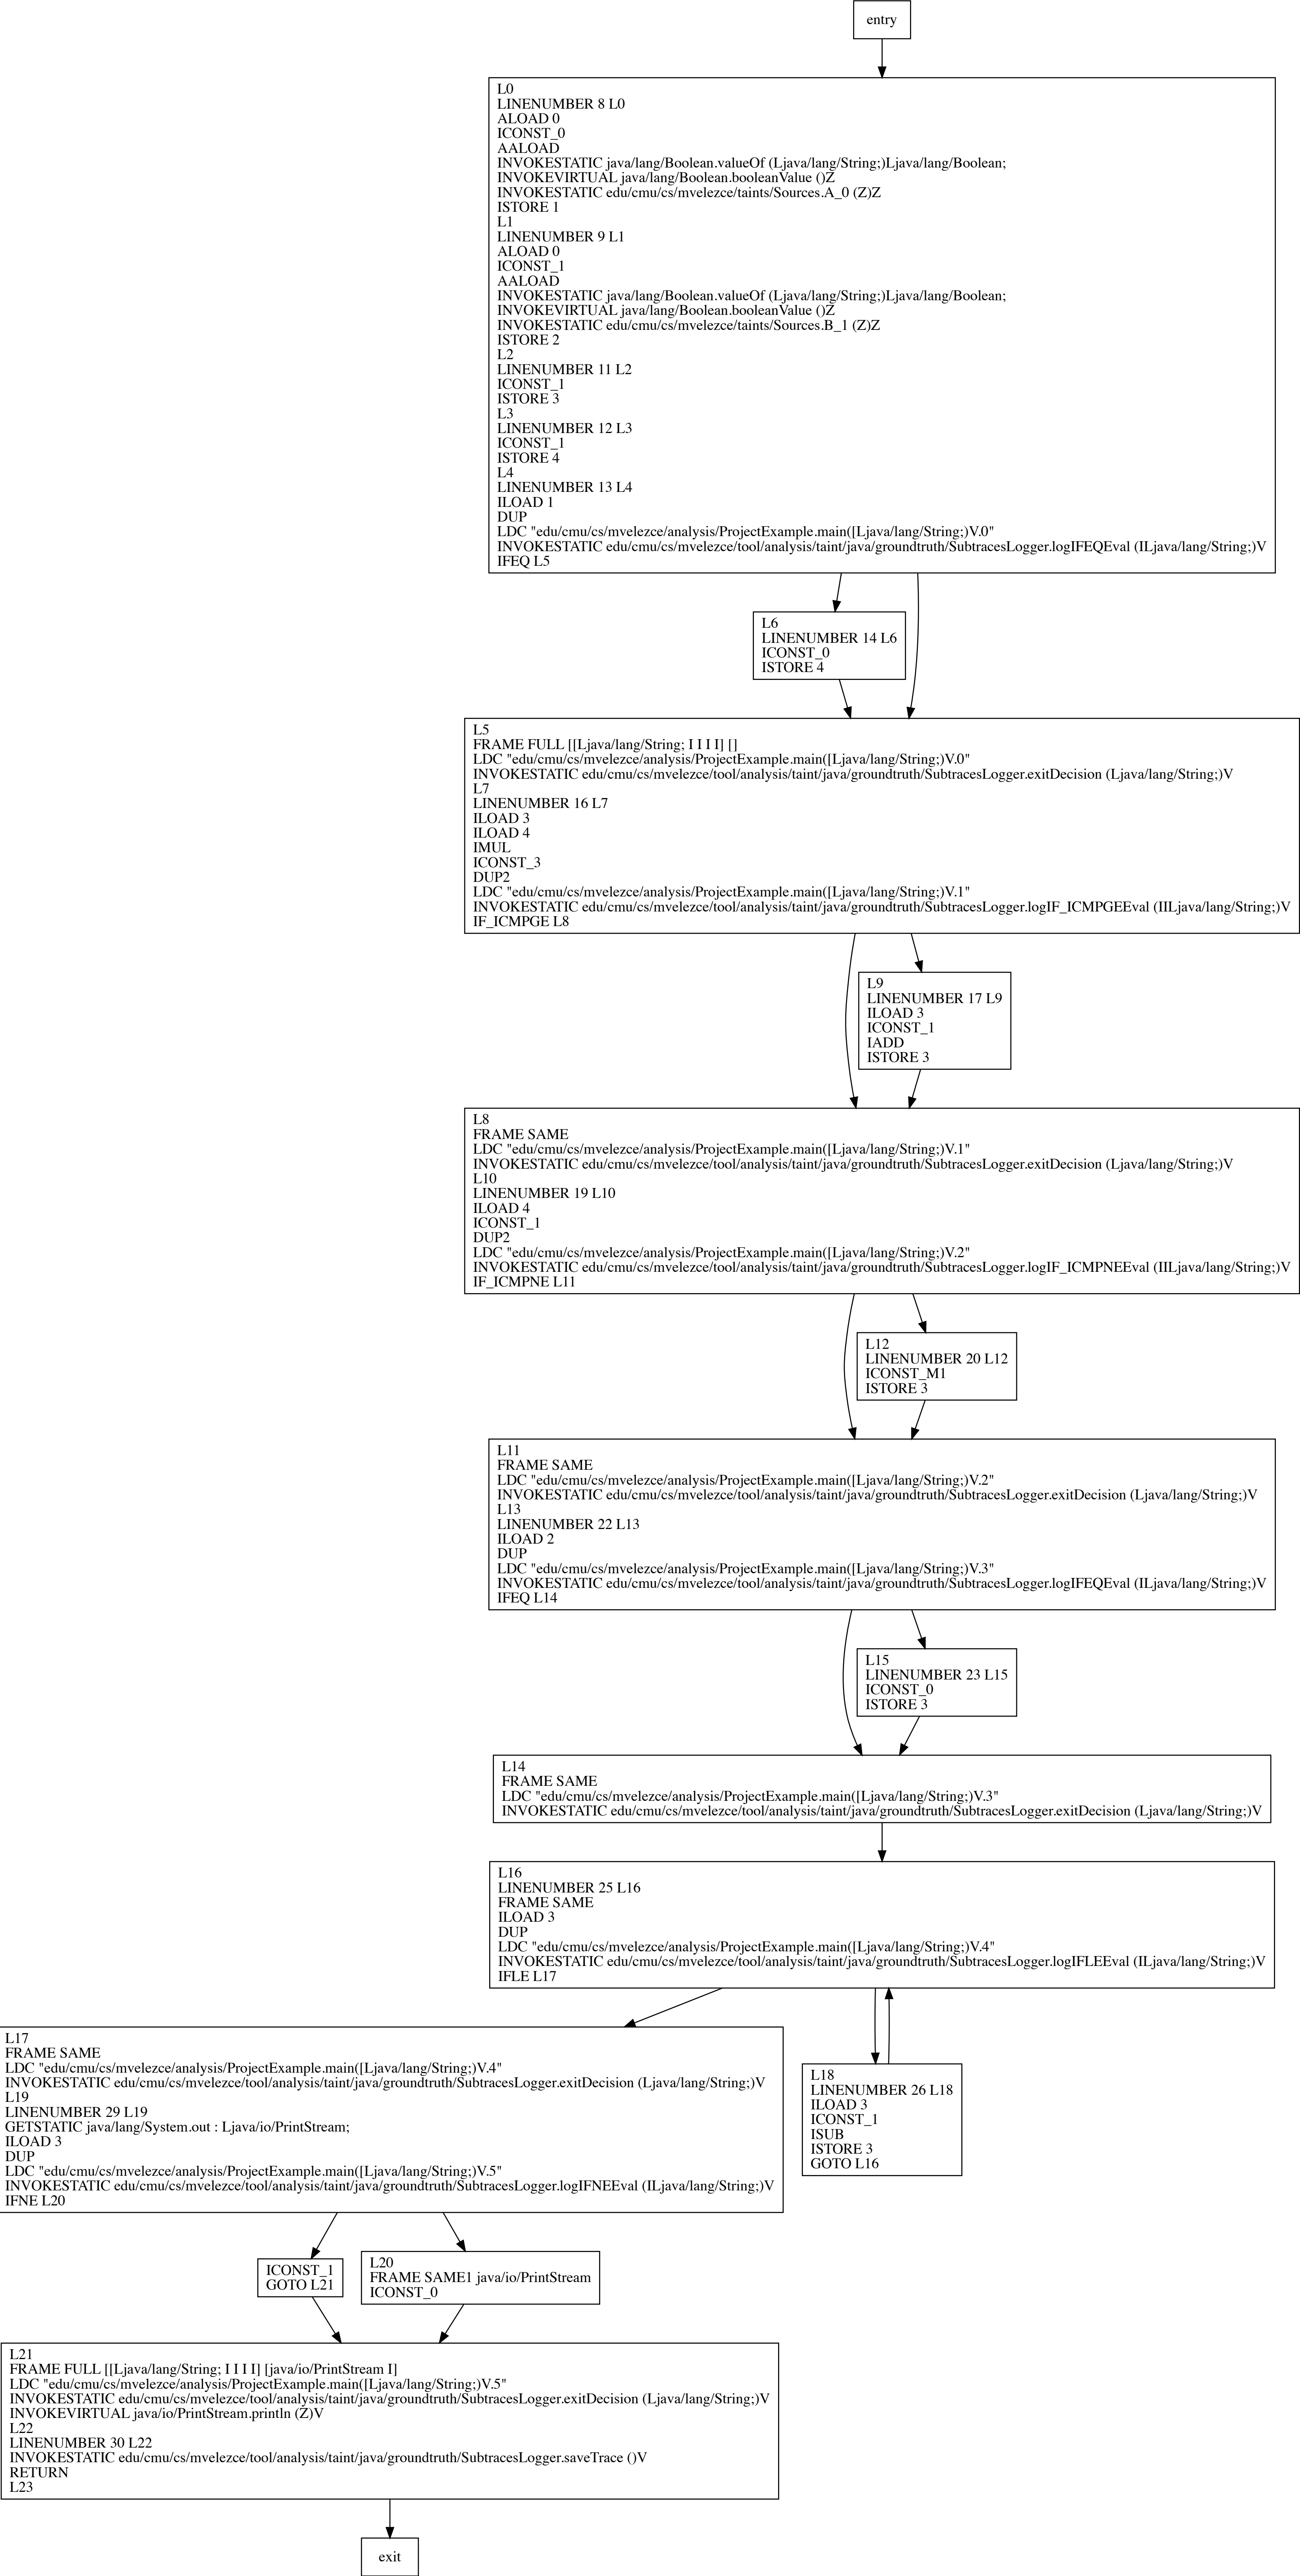 entry
L0
LINENUMBER 8 L0
ALOAD 0
ICONST_0
AALOAD
INVOKESTATIC java/lang/Boolean.valueOf (Ljava/lang/String;)Ljava/lang/Boolean;
INVOKEVIRTUAL java/lang/Boolean.booleanValue ()Z
INVOKESTATIC edu/cmu/cs/mvelezce/taints/Sources.A_0 (Z)Z
ISTORE 1
L1
LINENUMBER 9 L1
ALOAD 0
ICONST_1
AALOAD
INVOKESTATIC java/lang/Boolean.valueOf (Ljava/lang/String;)Ljava/lang/Boolean;
INVOKEVIRTUAL java/lang/Boolean.booleanValue ()Z
INVOKESTATIC edu/cmu/cs/mvelezce/taints/Sources.B_1 (Z)Z
ISTORE 2
L2
LINENUMBER 11 L2
ICONST_1
ISTORE 3
L3
LINENUMBER 12 L3
ICONST_1
ISTORE 4
L4
LINENUMBER 13 L4
ILOAD 1
DUP
LDC "edu/cmu/cs/mvelezce/analysis/ProjectExample.main([Ljava/lang/String;)V.0"
INVOKESTATIC edu/cmu/cs/mvelezce/tool/analysis/taint/java/groundtruth/SubtracesLogger.logIFEQEval (ILjava/lang/String;)V
IFEQ L5
L6
LINENUMBER 14 L6
ICONST_0
ISTORE 4
L5
FRAME FULL [[Ljava/lang/String; I I I I] []
LDC "edu/cmu/cs/mvelezce/analysis/ProjectExample.main([Ljava/lang/String;)V.0"
INVOKESTATIC edu/cmu/cs/mvelezce/tool/analysis/taint/java/groundtruth/SubtracesLogger.exitDecision (Ljava/lang/String;)V
L7
LINENUMBER 16 L7
ILOAD 3
ILOAD 4
IMUL
ICONST_3
DUP2
LDC "edu/cmu/cs/mvelezce/analysis/ProjectExample.main([Ljava/lang/String;)V.1"
INVOKESTATIC edu/cmu/cs/mvelezce/tool/analysis/taint/java/groundtruth/SubtracesLogger.logIF_ICMPGEEval (IILjava/lang/String;)V
IF_ICMPGE L8
L9
LINENUMBER 17 L9
ILOAD 3
ICONST_1
IADD
ISTORE 3
L8
FRAME SAME
LDC "edu/cmu/cs/mvelezce/analysis/ProjectExample.main([Ljava/lang/String;)V.1"
INVOKESTATIC edu/cmu/cs/mvelezce/tool/analysis/taint/java/groundtruth/SubtracesLogger.exitDecision (Ljava/lang/String;)V
L10
LINENUMBER 19 L10
ILOAD 4
ICONST_1
DUP2
LDC "edu/cmu/cs/mvelezce/analysis/ProjectExample.main([Ljava/lang/String;)V.2"
INVOKESTATIC edu/cmu/cs/mvelezce/tool/analysis/taint/java/groundtruth/SubtracesLogger.logIF_ICMPNEEval (IILjava/lang/String;)V
IF_ICMPNE L11
L12
LINENUMBER 20 L12
ICONST_M1
ISTORE 3
L11
FRAME SAME
LDC "edu/cmu/cs/mvelezce/analysis/ProjectExample.main([Ljava/lang/String;)V.2"
INVOKESTATIC edu/cmu/cs/mvelezce/tool/analysis/taint/java/groundtruth/SubtracesLogger.exitDecision (Ljava/lang/String;)V
L13
LINENUMBER 22 L13
ILOAD 2
DUP
LDC "edu/cmu/cs/mvelezce/analysis/ProjectExample.main([Ljava/lang/String;)V.3"
INVOKESTATIC edu/cmu/cs/mvelezce/tool/analysis/taint/java/groundtruth/SubtracesLogger.logIFEQEval (ILjava/lang/String;)V
IFEQ L14
L15
LINENUMBER 23 L15
ICONST_0
ISTORE 3
L14
FRAME SAME
LDC "edu/cmu/cs/mvelezce/analysis/ProjectExample.main([Ljava/lang/String;)V.3"
INVOKESTATIC edu/cmu/cs/mvelezce/tool/analysis/taint/java/groundtruth/SubtracesLogger.exitDecision (Ljava/lang/String;)V
L16
LINENUMBER 25 L16
FRAME SAME
ILOAD 3
DUP
LDC "edu/cmu/cs/mvelezce/analysis/ProjectExample.main([Ljava/lang/String;)V.4"
INVOKESTATIC edu/cmu/cs/mvelezce/tool/analysis/taint/java/groundtruth/SubtracesLogger.logIFLEEval (ILjava/lang/String;)V
IFLE L17
L17
FRAME SAME
LDC "edu/cmu/cs/mvelezce/analysis/ProjectExample.main([Ljava/lang/String;)V.4"
INVOKESTATIC edu/cmu/cs/mvelezce/tool/analysis/taint/java/groundtruth/SubtracesLogger.exitDecision (Ljava/lang/String;)V
L19
LINENUMBER 29 L19
GETSTATIC java/lang/System.out : Ljava/io/PrintStream;
ILOAD 3
DUP
LDC "edu/cmu/cs/mvelezce/analysis/ProjectExample.main([Ljava/lang/String;)V.5"
INVOKESTATIC edu/cmu/cs/mvelezce/tool/analysis/taint/java/groundtruth/SubtracesLogger.logIFNEEval (ILjava/lang/String;)V
IFNE L20
L18
LINENUMBER 26 L18
ILOAD 3
ICONST_1
ISUB
ISTORE 3
GOTO L16
ICONST_1
GOTO L21
L20
FRAME SAME1 java/io/PrintStream
ICONST_0
L21
FRAME FULL [[Ljava/lang/String; I I I I] [java/io/PrintStream I]
LDC "edu/cmu/cs/mvelezce/analysis/ProjectExample.main([Ljava/lang/String;)V.5"
INVOKESTATIC edu/cmu/cs/mvelezce/tool/analysis/taint/java/groundtruth/SubtracesLogger.exitDecision (Ljava/lang/String;)V
INVOKEVIRTUAL java/io/PrintStream.println (Z)V
L22
LINENUMBER 30 L22
INVOKESTATIC edu/cmu/cs/mvelezce/tool/analysis/taint/java/groundtruth/SubtracesLogger.saveTrace ()V
RETURN
L23
exit